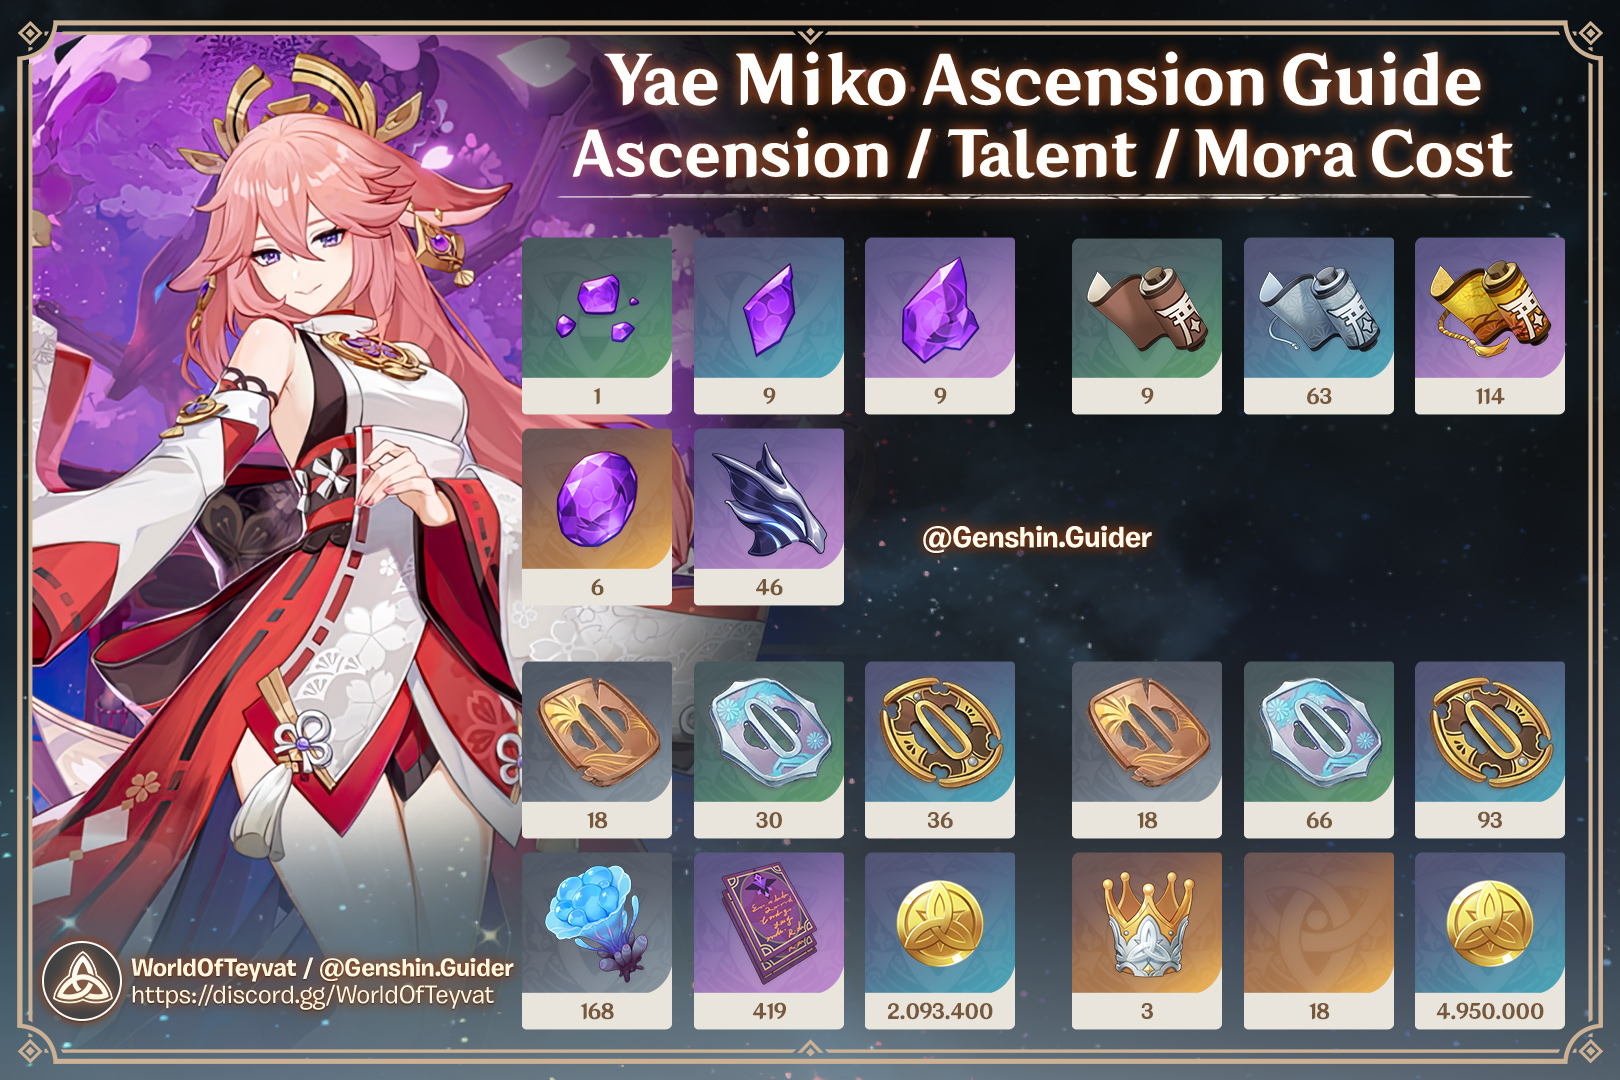 Yae Miko Ascension Guide
Ascension / Talent / Mora Cost
1 9 9 9 63 114
6 46
@Genshin.Guider
18 30 36 18 66 93
168 419 2.093.400 3 18 4.950.000
WorldOfTeyvat / @Genshin.Guider
https://discord.gg/WorldOfTeyvat